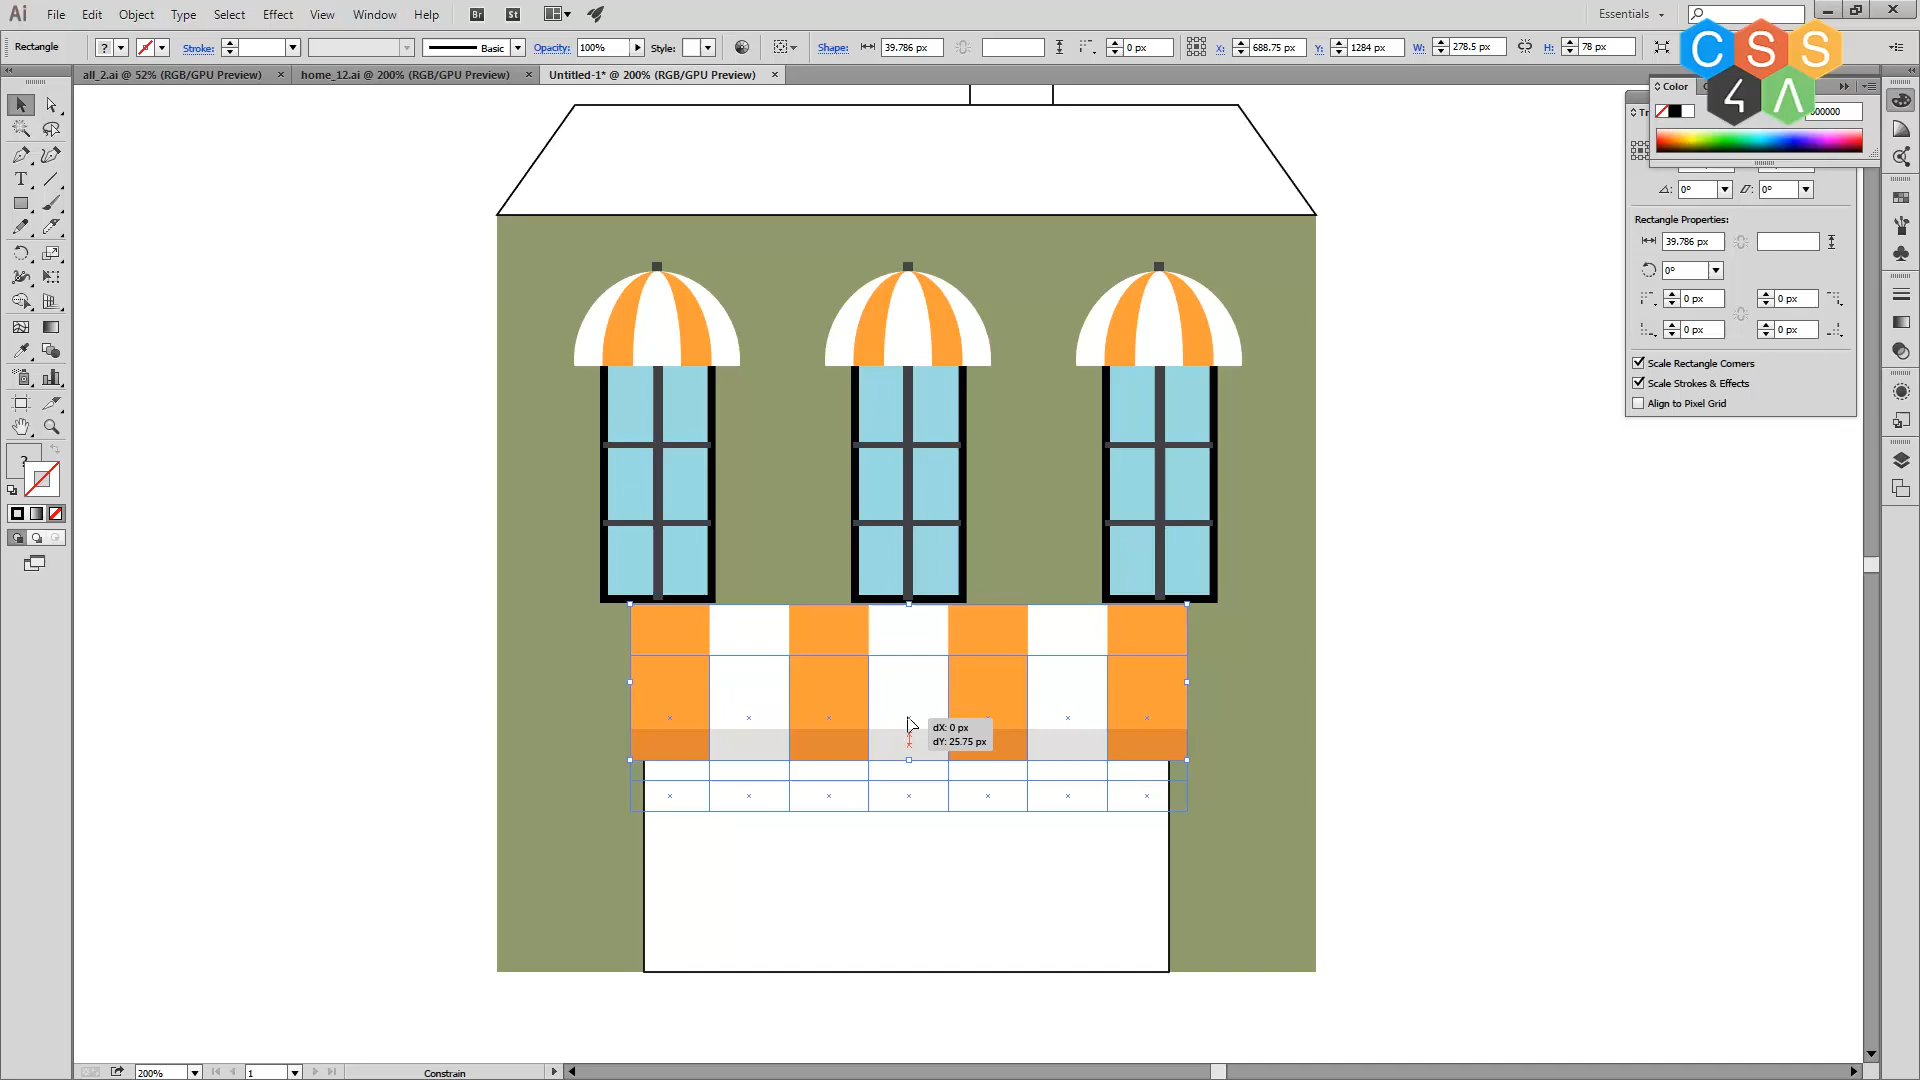 Ai File Edit Object Type Select Effect View Window Help Br St Essentials
Rectangle ? Stroke: Basic Opacity: 100% Style: Shape: 39.786 px 0 px X: 688.75 px Y: 1284 px W: 278.5 px H: 78 px
CSS
4Λ
all_2.ai @ 52% (RGB/GPU Preview) × home_12.ai @ 200% (RGB/GPU Preview) × Untitled-1* @ 200% (RGB/GPU Preview) ×
Color
000000
Tr
0° 0°
Rectangle Properties:
39.786 px
0°
0 px 0 px
0 px 0 px
Scale Rectangle Corners
Scale Strokes & Effects
Align to Pixel Grid
T
?
dX: 0 px
dY: 25.75 px
200% 1 Constrain